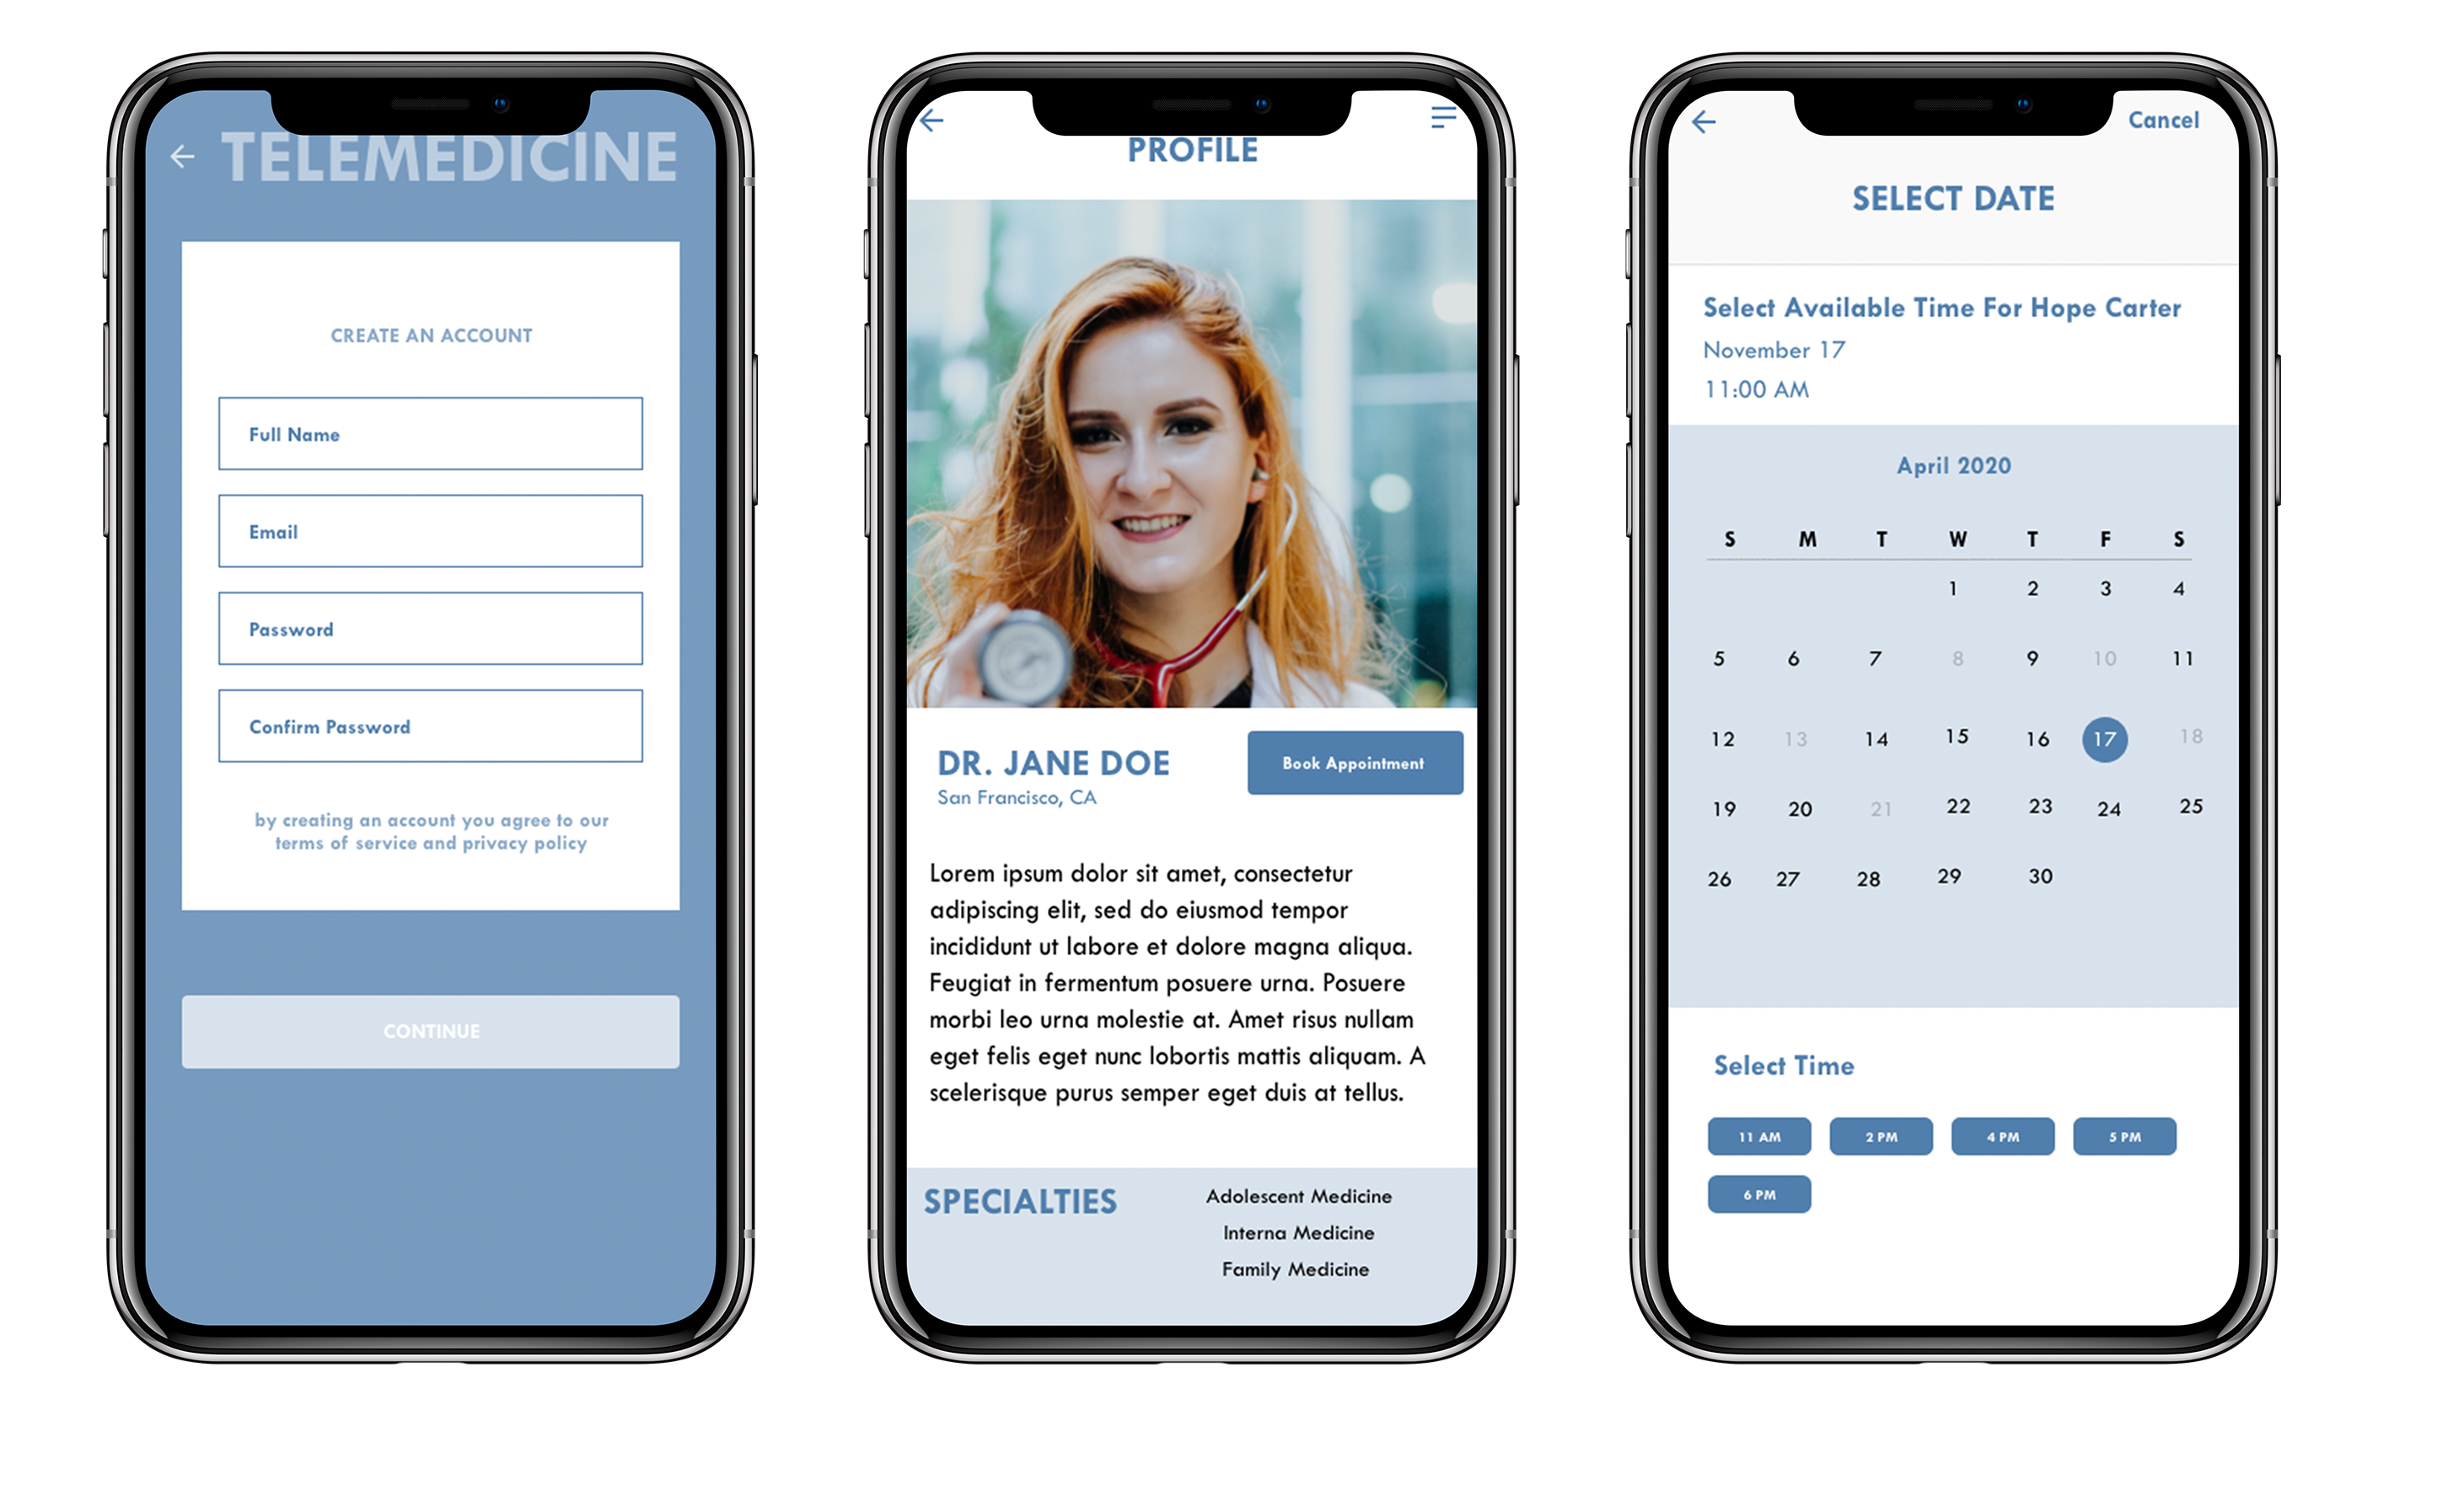 TELEMEDICINE
CREATE AN ACCOUNT
Full Name
Email
Password
Confirm Password
by creating an account you agree to our
terms of service and privacy policy
CONTINUE
PROFILE
DR. JANE DOE
San Francisco, CA
Book Appointment
Lorem ipsum dolor sit amet, consectetur
adipiscing elit, sed do eiusmod tempor
incididunt ut labore et dolore magna aliqua.
Feugiat in fermentum posuere urna. Posuere
morbi leo urna molestie at. Amet risus nullam
eget felis eget nunc lobortis mattis aliquam. A
scelerisque purus semper eget duis at tellus.
SPECIALTIES
Adolescent Medicine
Interna Medicine
Family Medicine
Cancel
SELECT DATE
Select Available Time For Hope Carter
November 17
11:00 AM
April 2020
S M T W T F S
1 2 3 4
5 6 7 8 9 10 11
12 13 14 15 16 17 18
19 20 21 22 23 24 25
26 27 28 29 30
Select Time
11 AM 2 PM 4 PM 5 PM
6 PM